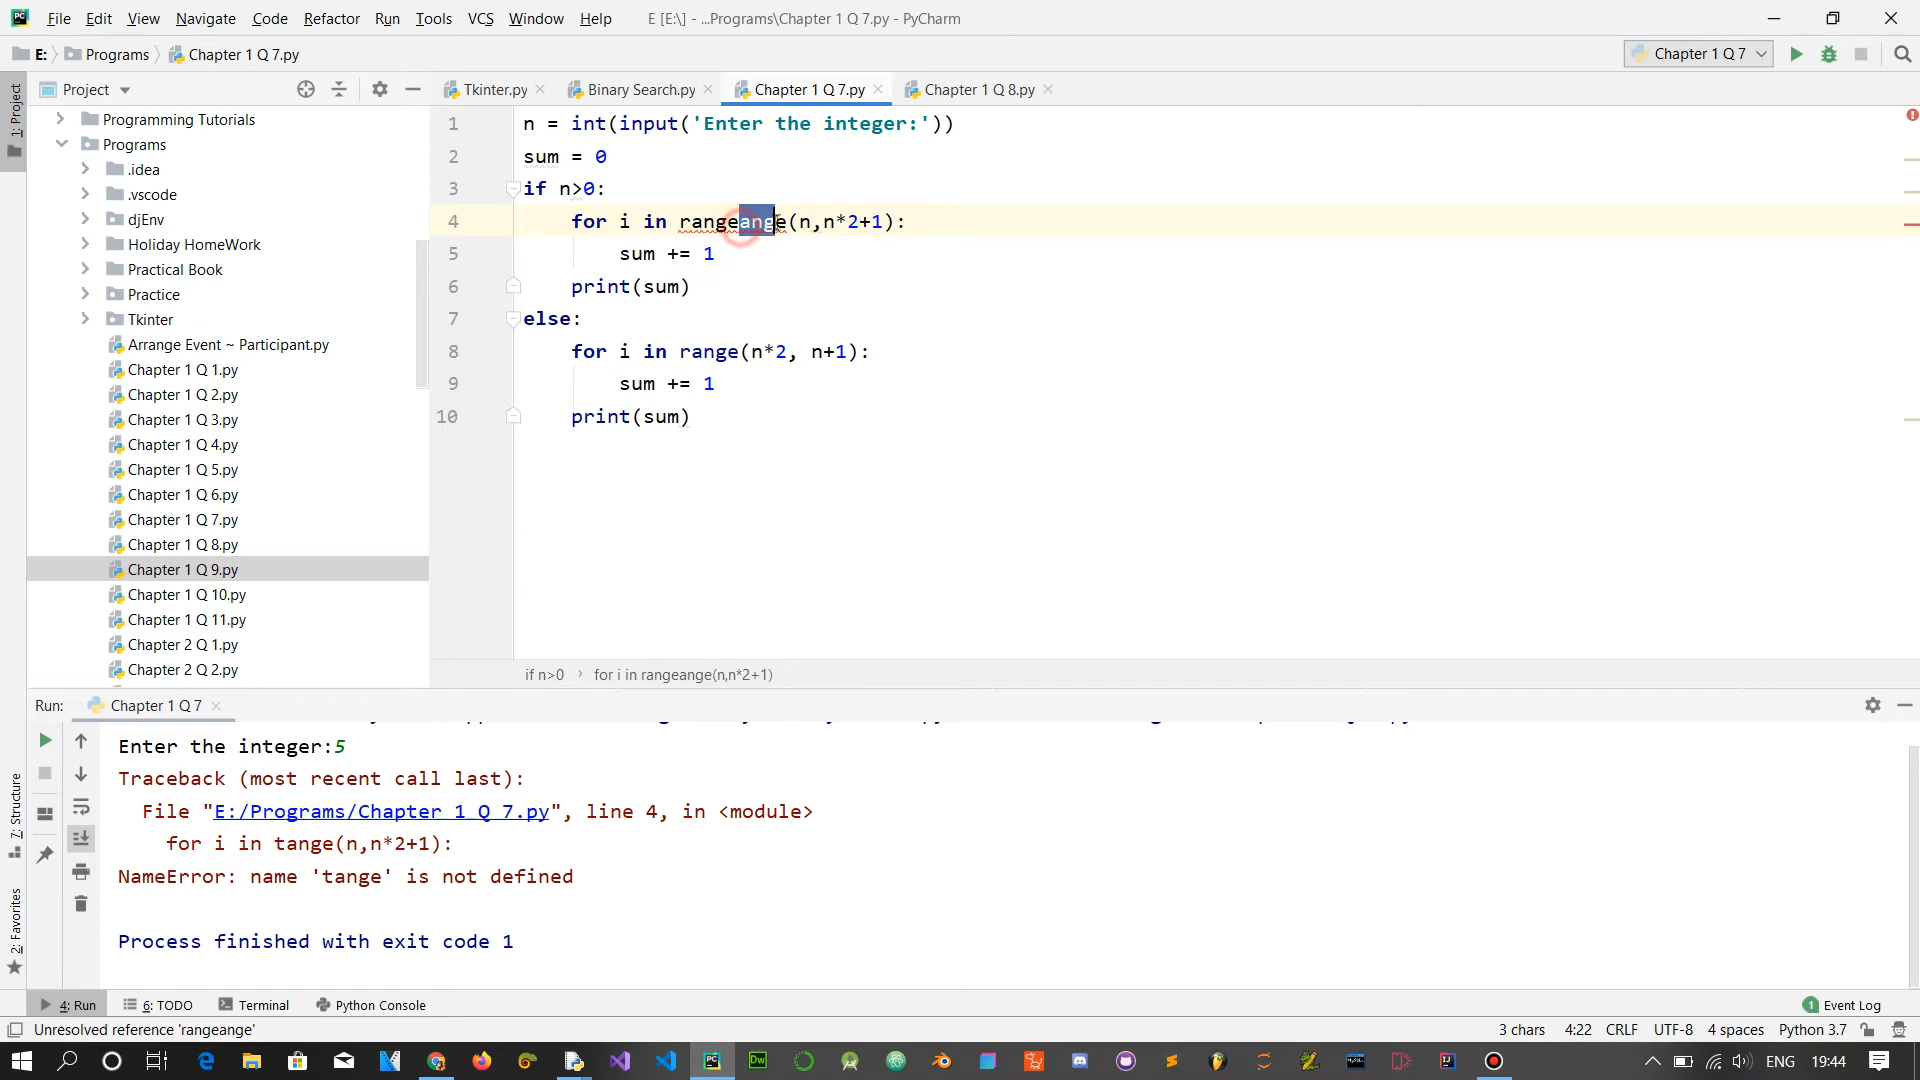 File Edit View Navigate Code Refactor Run Tools VCS Window Help E [E:\] - ...Programs\Chapter 1 Q 7.py - PyCharm
E: Programs Chapter 1 Q 7.py Chapter 1 Q 7
Project Tkinter.py Binary Search.py Chapter 1 Q 7.py Chapter 1 Q 8.py
1: Project
Programming Tutorials
Programs
.idea
.vscode
djEnv
Holiday HomeWork
Practical Book
Practice
Tkinter
Arrange Event ~ Participant.py
Chapter 1 Q 1.py
Chapter 1 Q 2.py
Chapter 1 Q 3.py
Chapter 1 Q 4.py
Chapter 1 Q 5.py
Chapter 1 Q 6.py
Chapter 1 Q 7.py
Chapter 1 Q 8.py
Chapter 1 Q 9.py
Chapter 1 Q 10.py
Chapter 1 Q 11.py
Chapter 2 Q 1.py
Chapter 2 Q 2.py
1 n = int(input('Enter the integer:'))
2 sum = 0
3 if n>0:
4 for i in rangeange(n,n*2+1):
5 sum += 1
6 print(sum)
7 else:
8 for i in range(n*2, n+1):
9 sum += 1
10 print(sum)
if n>0 › for i in rangeange(n,n*2+1)
Run: Chapter 1 Q 7
Enter the integer:5
Traceback (most recent call last):
File "E:/Programs/Chapter 1 Q 7.py", line 4, in <module>
for i in tange(n,n*2+1):
NameError: name 'tange' is not defined
Process finished with exit code 1
7: Structure
2: Favorites
4: Run 6: TODO Terminal Python Console 1 Event Log
Unresolved reference 'rangeange' 3 chars 4:22 CRLF UTF-8 4 spaces Python 3.7
ENG 19:44